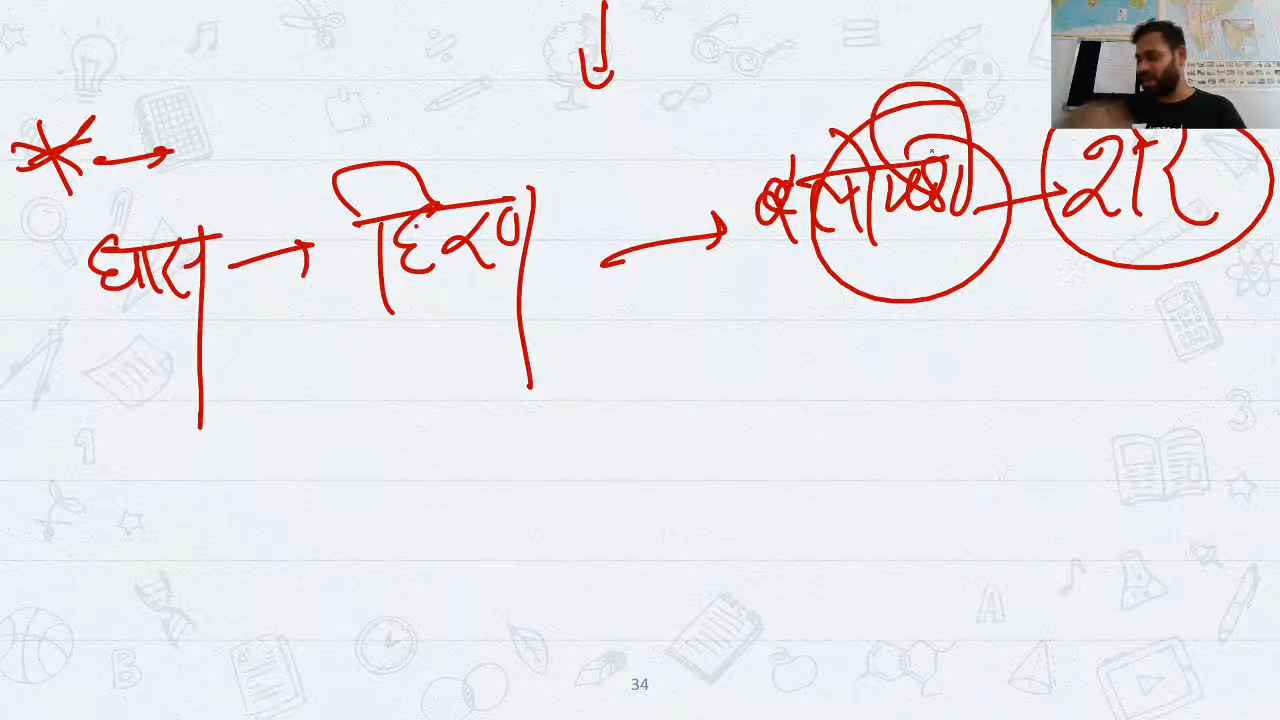 घास → हिरण → → शेर
34